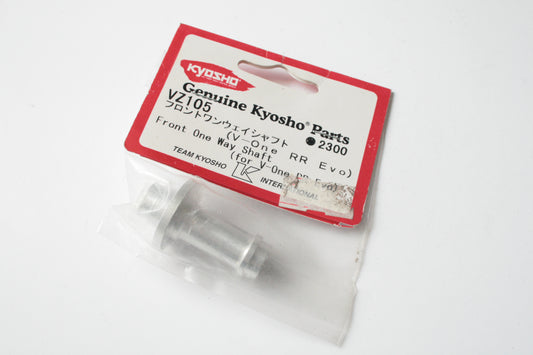 KYOSHO
Genuine Kyosho Parts
VZ105 ●2300
フロントワンウェイシャフト
(V-One RR Evo)
Front One Way Shaft
(for V-One RR Evo)
TEAM KYOSHO K INTERNATIONAL